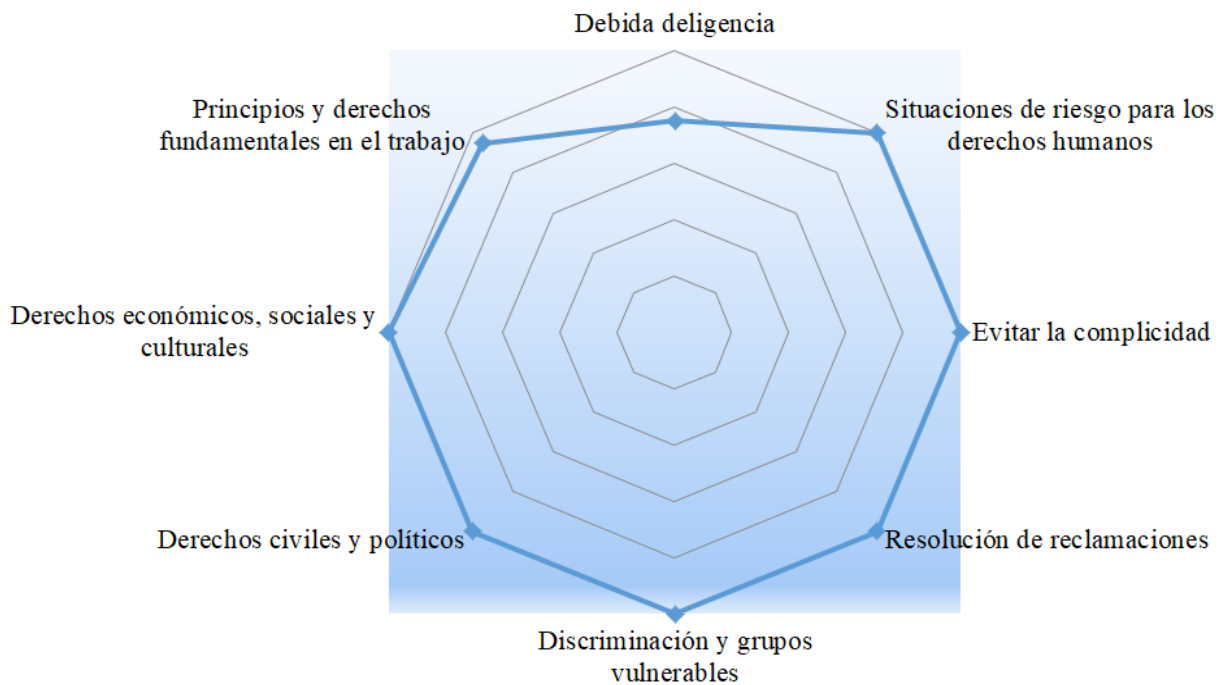 Debida deligencia
Situaciones de riesgo para los
derechos humanos
Evitar la complicidad
Resolución de reclamaciones
Discriminación y grupos
vulnerables
Derechos civiles y políticos
Derechos económicos, sociales y
culturales
Principios y derechos
fundamentales en el trabajo